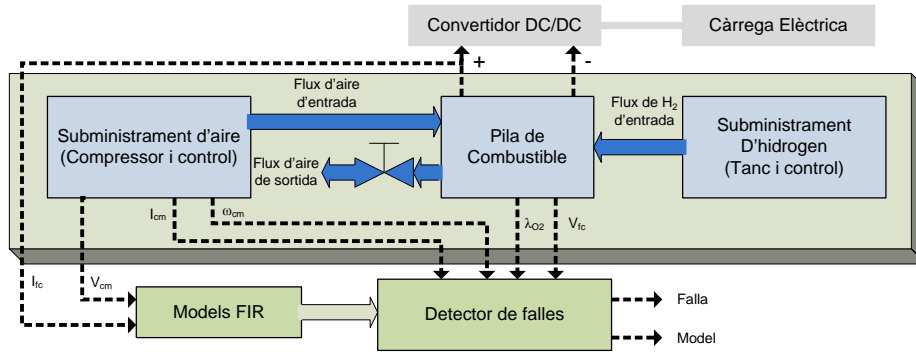 Convertidor DC/DC
Càrrega Elèctrica
+
-
Flux d'aire
d'entrada
Flux de H2
d'entrada
Subministrament d'aire
(Compressor i control)
Pila de
Combustible
Subministrament
D'hidrogen
(Tanc i control)
Flux d'aire
de sortida
Icm
ωcm
λO2
Vfc
Ifc
Vcm
Models FIR
Detector de falles
Falla
Model